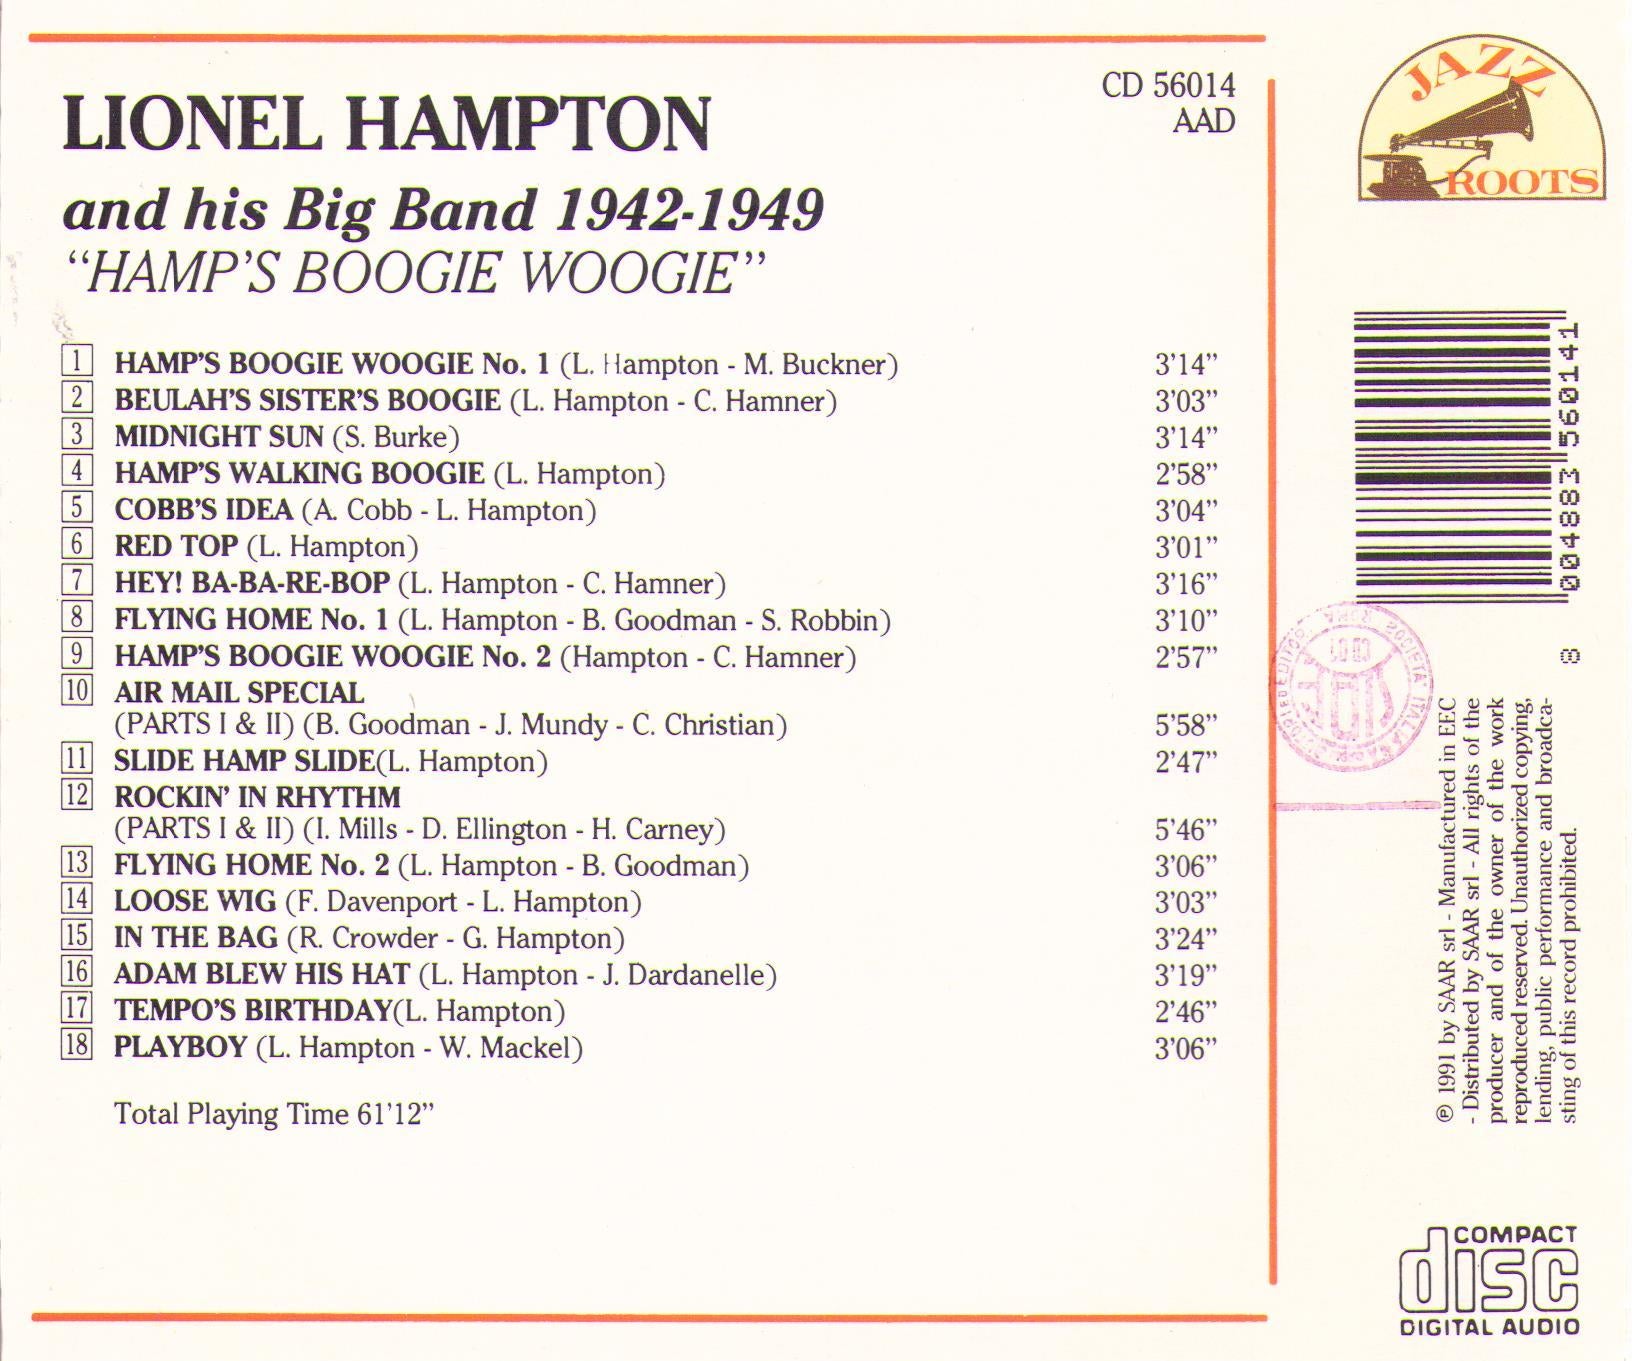 LIONEL HAMPTON
and his Big Band 1942-1949
“HAMP’S BOOGIE WOOGIE”
CD 56014
AAD
JAZZ
ROOTS
1 HAMP’S BOOGIE WOOGIE No. 1 (L. Hampton - M. Buckner) 3’14”
2 BEULAH’S SISTER’S BOOGIE (L. Hampton - C. Hamner) 3’03”
3 MIDNIGHT SUN (S. Burke) 3’14”
4 HAMP’S WALKING BOOGIE (L. Hampton) 2’58”
5 COBB’S IDEA (A. Cobb - L. Hampton) 3’04”
6 RED TOP (L. Hampton) 3’01”
7 HEY! BA-BA-RE-BOP (L. Hampton - C. Hamner) 3’16”
8 FLYING HOME No. 1 (L. Hampton - B. Goodman - S. Robbin) 3’10”
9 HAMP’S BOOGIE WOOGIE No. 2 (Hampton - C. Hamner) 2’57”
10 AIR MAIL SPECIAL
(PARTS I & II) (B. Goodman - J. Mundy - C. Christian) 5’58”
11 SLIDE HAMP SLIDE(L. Hampton) 2’47”
12 ROCKIN’ IN RHYTHM
(PARTS I & II) (I. Mills - D. Ellington - H. Carney) 5’46”
13 FLYING HOME No. 2 (L. Hampton - B. Goodman) 3’06”
14 LOOSE WIG (F. Davenport - L. Hampton) 3’03”
15 IN THE BAG (R. Crowder - G. Hampton) 3’24”
16 ADAM BLEW HIS HAT (L. Hampton - J. Dardanelle) 3’19”
17 TEMPO’S BIRTHDAY(L. Hampton) 2’46”
18 PLAYBOY (L. Hampton - W. Mackel) 3’06”
Total Playing Time 61’12”
8 004883 560141
SOCIETA' ITALIANA
℗ 1991 by SAAR srl - Manufactured in EEC
- Distributed by SAAR srl - All rights of the
producer and of the owner of the work
reproduced reserved. Unauthorized copying,
lending, public performance and broadca-
sting of this record prohibited.
COMPACT
disc
DIGITAL AUDIO